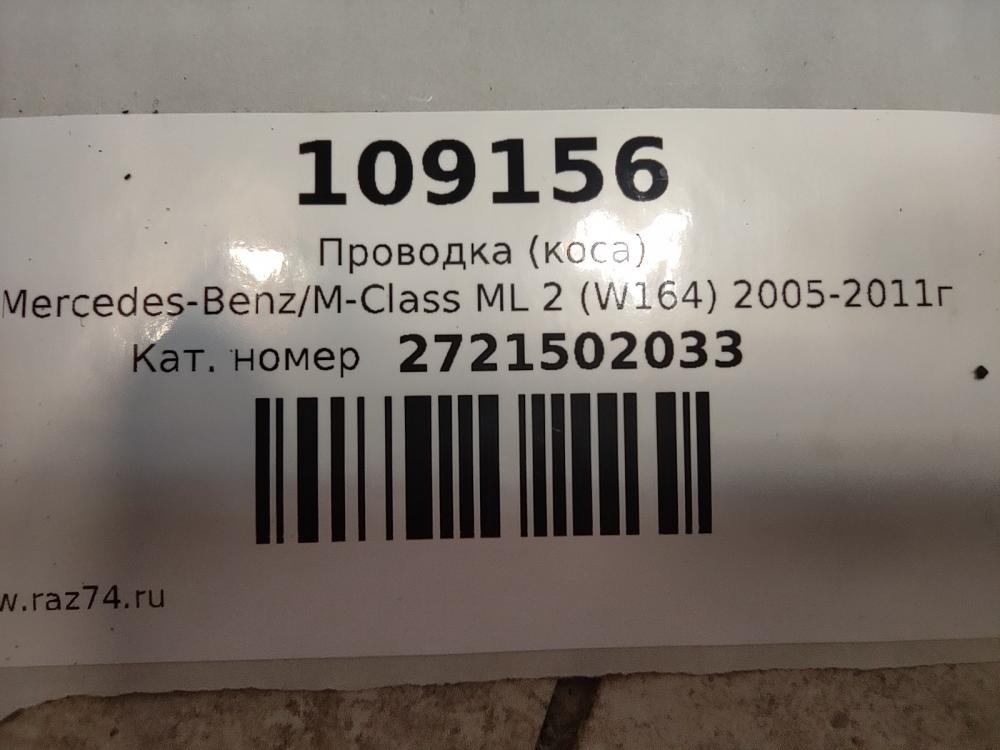 109156
Проводка (коса)
Mercedes-Benz/M-Class ML 2 (W164) 2005-2011г
Кат. номер 2721502033
w.raz74.ru